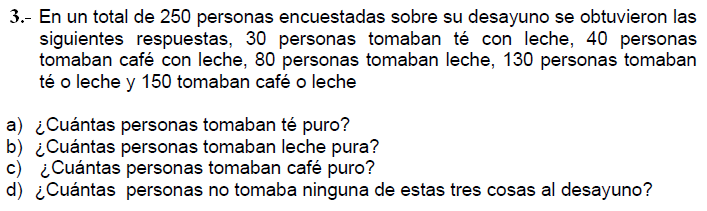 3.- En un total de 250 personas encuestadas sobre su desayuno se obtuvieron las
siguientes respuestas, 30 personas tomaban té con leche, 40 personas
tomaban café con leche, 80 personas tomaban leche, 130 personas tomaban
té o leche y 150 tomaban café o leche
a) ¿Cuántas personas tomaban té puro?
b) ¿Cuántas personas tomaban leche pura?
c) ¿Cuántas personas tomaban café puro?
d) ¿Cuántas personas no tomaba ninguna de estas tres cosas al desayuno?